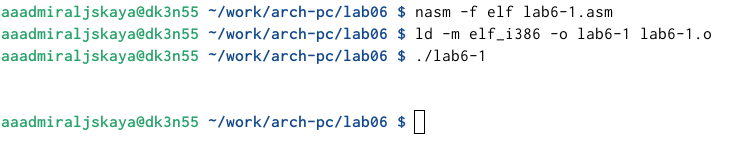 aaadmiraljskaya@dk3n55 ~/work/arch-pc/lab06 $ nasm -f elf lab6-1.asm
aaadmiraljskaya@dk3n55 ~/work/arch-pc/lab06 $ ld -m elf_i386 -o lab6-1 lab6-1.o
aaadmiraljskaya@dk3n55 ~/work/arch-pc/lab06 $ ./lab6-1
aaadmiraljskaya@dk3n55 ~/work/arch-pc/lab06 $